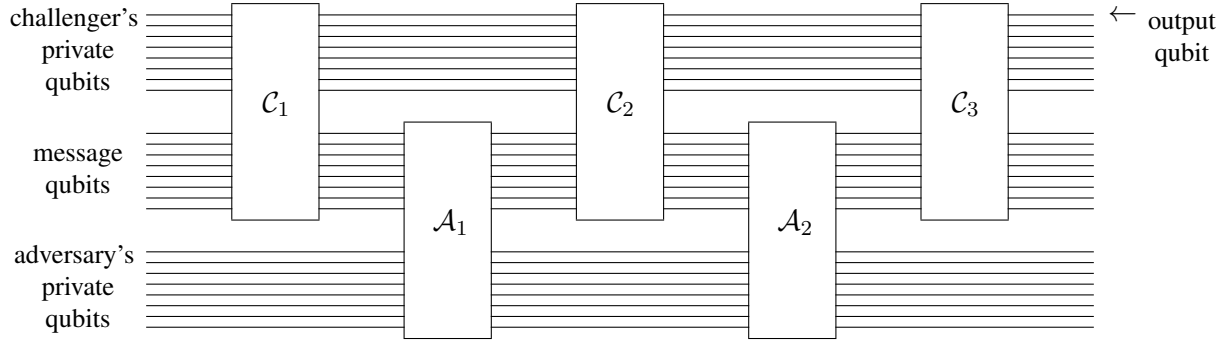 challenger's
private
qubits
message
qubits
adversary's
private
qubits
C₁
A₁
C₂
A₂
C₃
← output
qubit